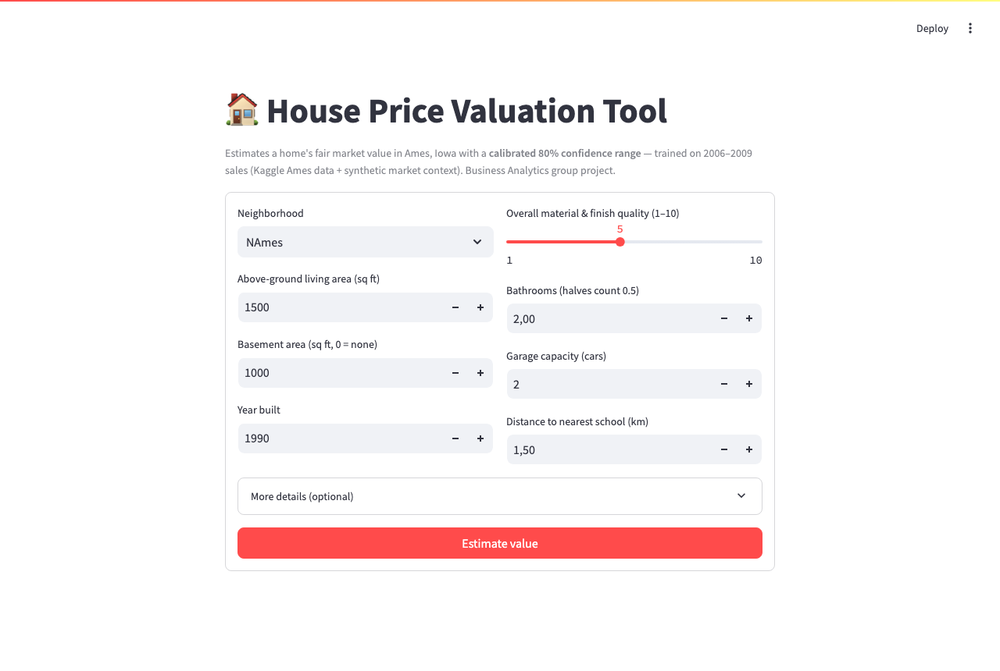 Deploy
House Price Valuation Tool
Estimates a home's fair market value in Ames, Iowa with a calibrated 80% confidence range — trained on 2006–2009
sales (Kaggle Ames data + synthetic market context). Business Analytics group project.
Neighborhood
NAmes
Above-ground living area (sq ft)
1500
Basement area (sq ft, 0 = none)
1000
Year built
1990
Overall material & finish quality (1–10)
5
1 10
Bathrooms (halves count 0.5)
2,00
Garage capacity (cars)
2
Distance to nearest school (km)
1,50
More details (optional)
Estimate value